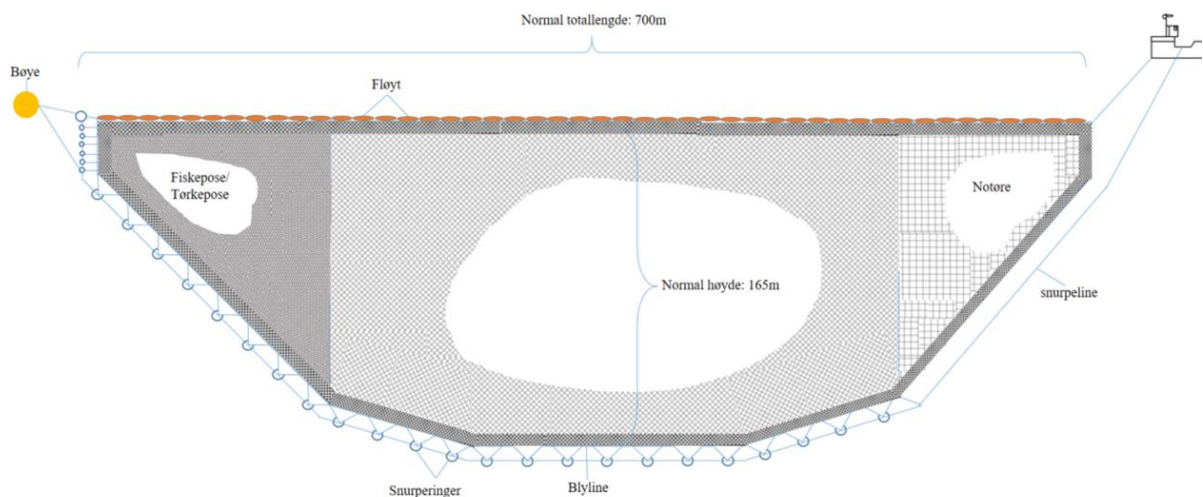 Normal totallengde: 700m
Bøye
Fløyt
Fiskepose/
Tørkepose
Notøre
Normal høyde: 165m
snurpeline
Snurperinger
Blyline